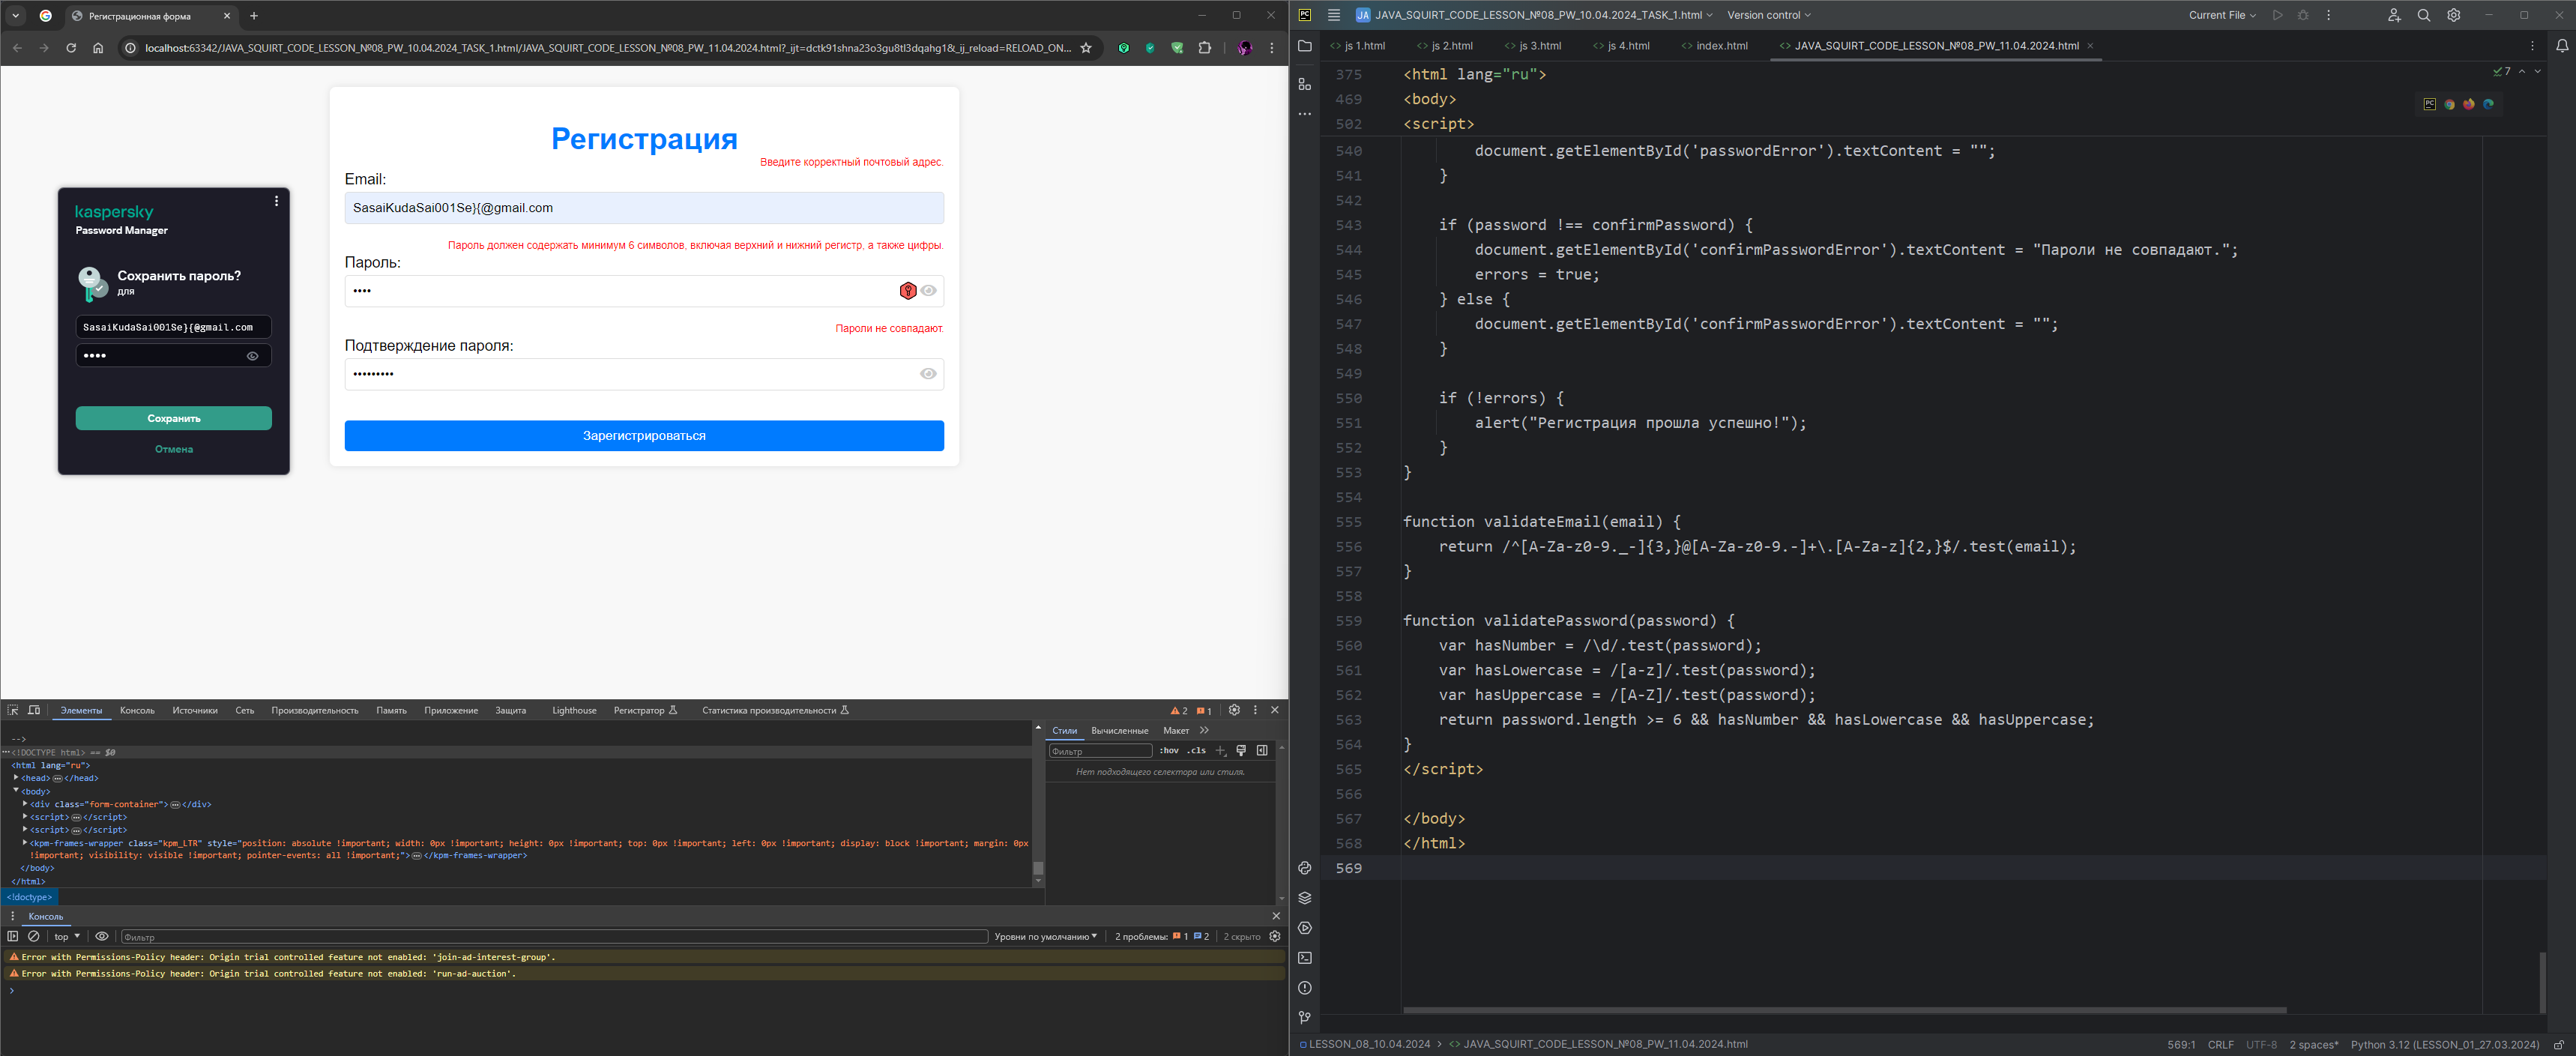 Регистрационная форма
localhost:63342/JAVA_SQUIRT_CODE_LESSON_№08_PW_10.04.2024_TASK_1.html/JAVA_SQUIRT_CODE_LESSON_№08_PW_11.04.2024.html?_ijt=dctk91shna23o3gu8tl3dqahg1&_ij_reload=RELOAD_ON...
Регистрация
Введите корректный почтовый адрес.
Email:
SasaiKudaSai001Se}{@gmail.com
Пароль должен содержать минимум 6 символов, включая верхний и нижний регистр, а также цифры.
Пароль:
••••
Пароли не совпадают.
Подтверждение пароля:
•••••••••
Зарегистрироваться
kaspersky
Password Manager
Сохранить пароль?
для
SasaiKudaSai001Se}{@gmail.com
••••
Сохранить
Отмена
Элементы Консоль Источники Сеть Производительность Память Приложение Защита Lighthouse Регистратор Статистика производительности 2 1
-->
<!DOCTYPE html> == $0
<html lang="ru">
<head>…</head>
<body>
<div class="form-container">…</div>
<script>…</script>
<script>…</script>
<kpm-frames-wrapper class="kpm_LTR" style="position: absolute !important; width: 0px !important; height: 0px !important; top: 0px !important; left: 0px !important; display: block !important; margin: 0px
!important; visibility: visible !important; pointer-events: all !important;">…</kpm-frames-wrapper>
</body>
</html>
<!doctype>
Стили Вычисленные Макет
Фильтр :hov .cls
Нет подходящего селектора или стиля.
Консоль
top Фильтр Уровни по умолчанию 2 проблемы: 1 2 2 скрыто
Error with Permissions-Policy header: Origin trial controlled feature not enabled: 'join-ad-interest-group'.
Error with Permissions-Policy header: Origin trial controlled feature not enabled: 'run-ad-auction'.
PC JA JAVA_SQUIRT_CODE_LESSON_№08_PW_10.04.2024_TASK_1.html Version control Current File
js 1.html js 2.html js 3.html js 4.html index.html JAVA_SQUIRT_CODE_LESSON_№08_PW_11.04.2024.html
7
PC
375 <html lang="ru">
469 <body>
502 <script>
540 document.getElementById('passwordError').textContent = "";
541 }
542
543 if (password !== confirmPassword) {
544 document.getElementById('confirmPasswordError').textContent = "Пароли не совпадают.";
545 errors = true;
546 } else {
547 document.getElementById('confirmPasswordError').textContent = "";
548 }
549
550 if (!errors) {
551 alert("Регистрация прошла успешно!");
552 }
553 }
554
555 function validateEmail(email) {
556 return /^[A-Za-z0-9._-]{3,}@[A-Za-z0-9.-]+\.[A-Za-z]{2,}$/.test(email);
557 }
558
559 function validatePassword(password) {
560 var hasNumber = /\d/.test(password);
561 var hasLowercase = /[a-z]/.test(password);
562 var hasUppercase = /[A-Z]/.test(password);
563 return password.length >= 6 && hasNumber && hasLowercase && hasUppercase;
564 }
565 </script>
566
567 </body>
568 </html>
569
LESSON_08_10.04.2024 > JAVA_SQUIRT_CODE_LESSON_№08_PW_11.04.2024.html 569:1 CRLF UTF-8 2 spaces* Python 3.12 (LESSON_01_27.03.2024)